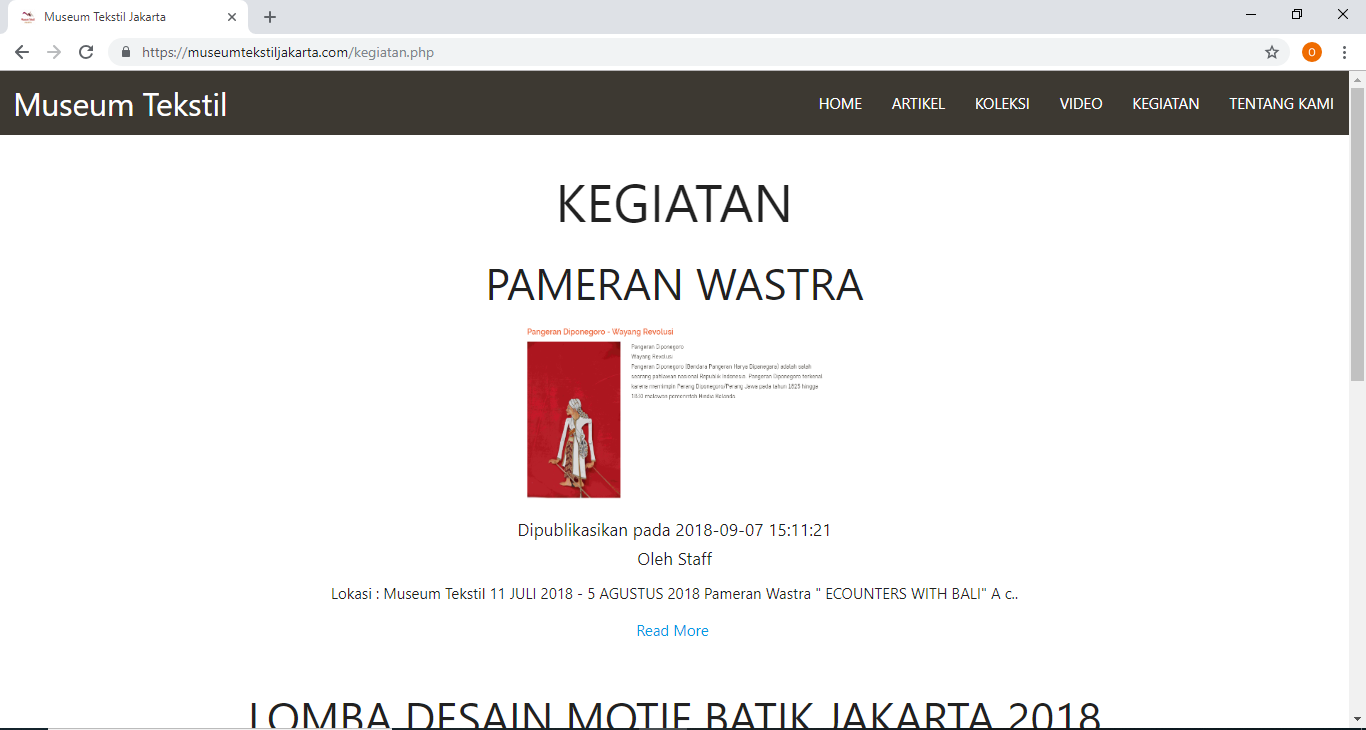 Museum Tekstil Jakarta
https://museumtekstiljakarta.com/kegiatan.php
O
Museum Tekstil
HOME ARTIKEL KOLEKSI VIDEO KEGIATAN TENTANG KAMI
KEGIATAN
PAMERAN WASTRA
Pangeran Diponegoro - Wayang Revolusi
Pangeran Diponegoro
Wayang Revolusi
Pangeran Diponegoro (Bendara Pangeran Harya Diponegara) adalah salah
seorang pahlawan nasional Republik Indonesia. Pangeran Diponegoro terkenal
karena memimpin Perang Diponegoro/Perang Jawa pada tahun 1825 hingga
1830 melawan pemerintah Hindia Belanda.
Dipublikasikan pada 2018-09-07 15:11:21
Oleh Staff
Lokasi : Museum Tekstil 11 JULI 2018 - 5 AGUSTUS 2018 Pameran Wastra " ECOUNTERS WITH BALI" A c..
Read More
LOMBA DESAIN MOTIF BATIK JAKARTA 2018